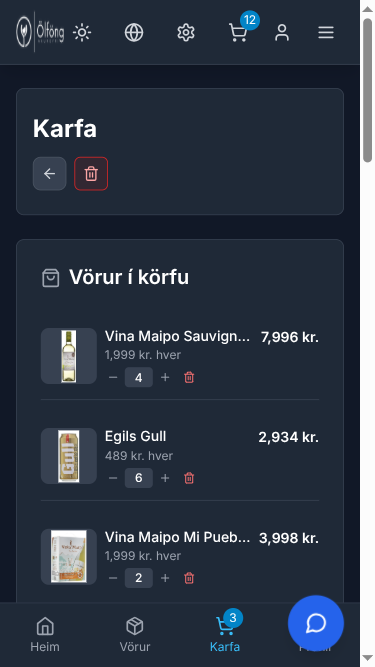 Ölföng
12
Karfa
Vörur í körfu
Vina Maipo Sauvign... 7,996 kr.
1,999 kr. hver
4
Egils Gull 2,934 kr.
489 kr. hver
6
Vina Maipo Mi Pueb... 3,998 kr.
1,999 kr. hver
2
3
Heim Vörur Karfa